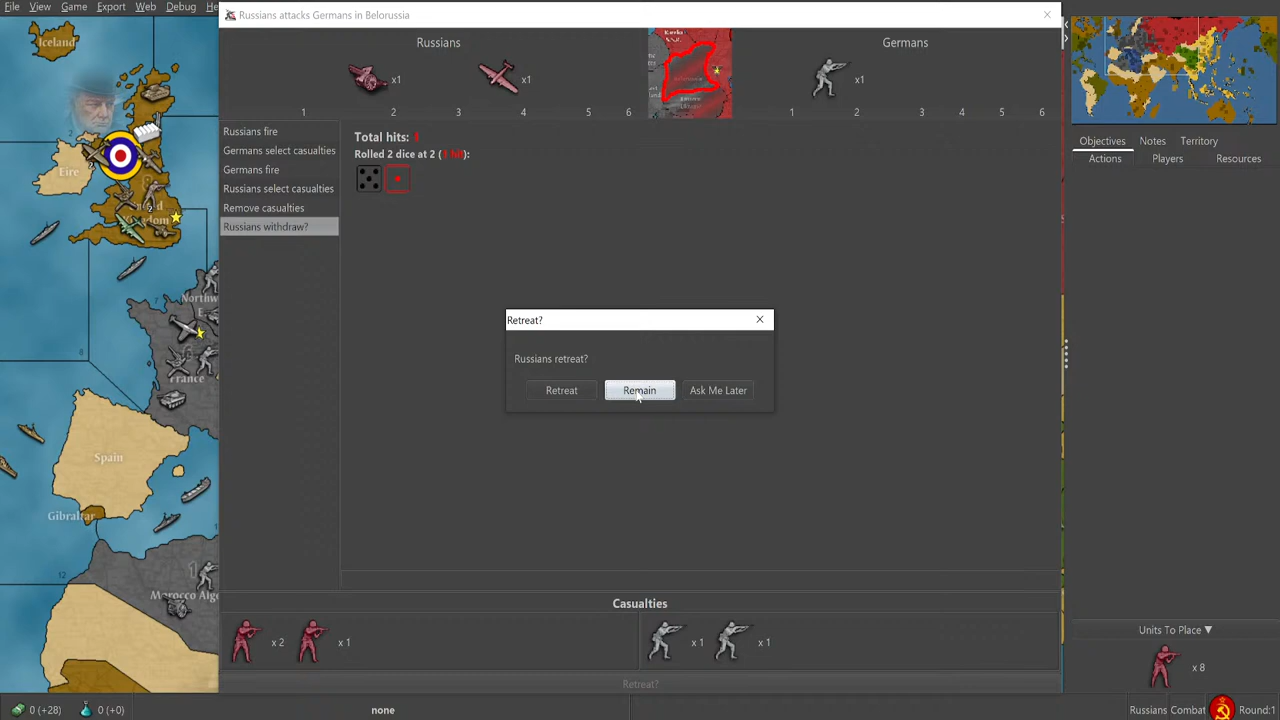 Iceland
Game
View
Export
Web
Debug
Russians attacks Germans in Belorussia
Russians
Germans
x1
x1
x1
1 2 3 5 6
1 2 3 4 5 6
Russians fire
Germans select casualties
Germans fire
Russians select casualties
Remove casualties
Russians withdraw?
Total hits:
Rolled 2 dice at 2 (1 hit):
Retreat?
Russians retreat?
Retreat
Remain
Ask Me Later
Eire
Kingdom
7
8
France
Spain
Gibraltar
12
Casualties
x 2
x 1
x 1
x 1
Retreat?
Objectives
Notes
Territory
Actions
Players
Resources
Units To Place ▼
x 8
0 (+28)
0 (+0)
none
Russians
Combat
Round:1